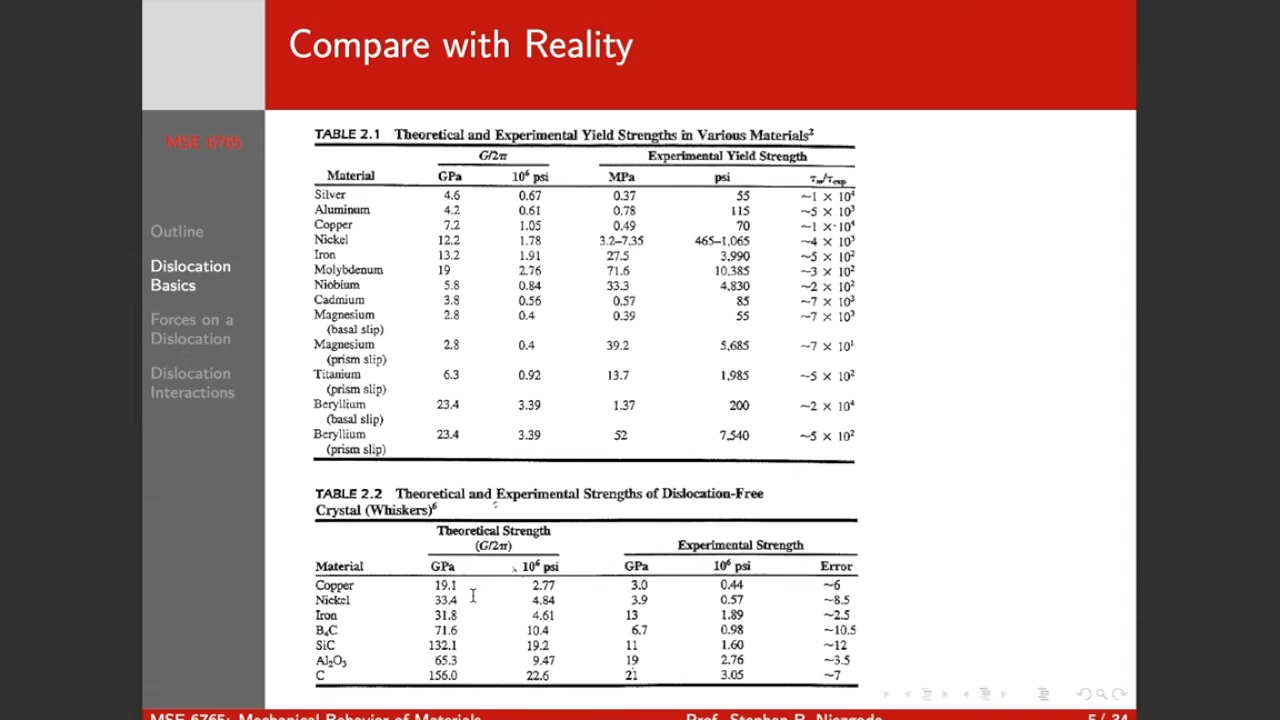 Compare with Reality
MSE 6765
Outline
Dislocation
Basics
Forces on a
Dislocation
Dislocation
Interactions
TABLE 2.1 Theoretical and Experimental Yield Strengths in Various Materials²
G/2π Experimental Yield Strength
Material GPa 10⁶ psi MPa psi τₘ/τₑₓₚ
Silver 4.6 0.67 0.37 55 ~1 × 10⁴
Aluminum 4.2 0.61 0.78 115 ~5 × 10³
Copper 7.2 1.05 0.49 70 ~1 × 10⁴
Nickel 12.2 1.78 3.2–7.35 465–1,065 ~4 × 10³
Iron 13.2 1.91 27.5 3,990 ~5 × 10²
Molybdenum 19 2.76 71.6 10,385 ~3 × 10²
Niobium 5.8 0.84 33.3 4,830 ~2 × 10²
Cadmium 3.8 0.56 0.57 85 ~7 × 10³
Magnesium 2.8 0.4 0.39 55 ~7 × 10³
(basal slip)
Magnesium 2.8 0.4 39.2 5,685 ~7 × 10¹
(prism slip)
Titanium 6.3 0.92 13.7 1,985 ~5 × 10²
(prism slip)
Beryllium 23.4 3.39 1.37 200 ~2 × 10⁴
(basal slip)
Beryllium 23.4 3.39 52 7,540 ~5 × 10²
(prism slip)
TABLE 2.2 Theoretical and Experimental Strengths of Dislocation-Free
Crystal (Whiskers)⁶
Theoretical Strength
(G/2π) Experimental Strength
Material GPa 10⁶ psi GPa 10⁶ psi Error
Copper 19.1 2.77 3.0 0.44 ~6
Nickel 33.4 4.84 3.9 0.57 ~8.5
Iron 31.8 4.61 13 1.89 ~2.5
B₄C 71.6 10.4 6.7 0.98 ~10.5
SiC 132.1 19.2 11 1.60 ~12
Al₂O₃ 65.3 9.47 19 2.76 ~3.5
C 156.0 22.6 21 3.05 ~7
MSE 6765: Mechanical Behavior of Materials Prof. Stephen R. Niezgoda 5 / 34